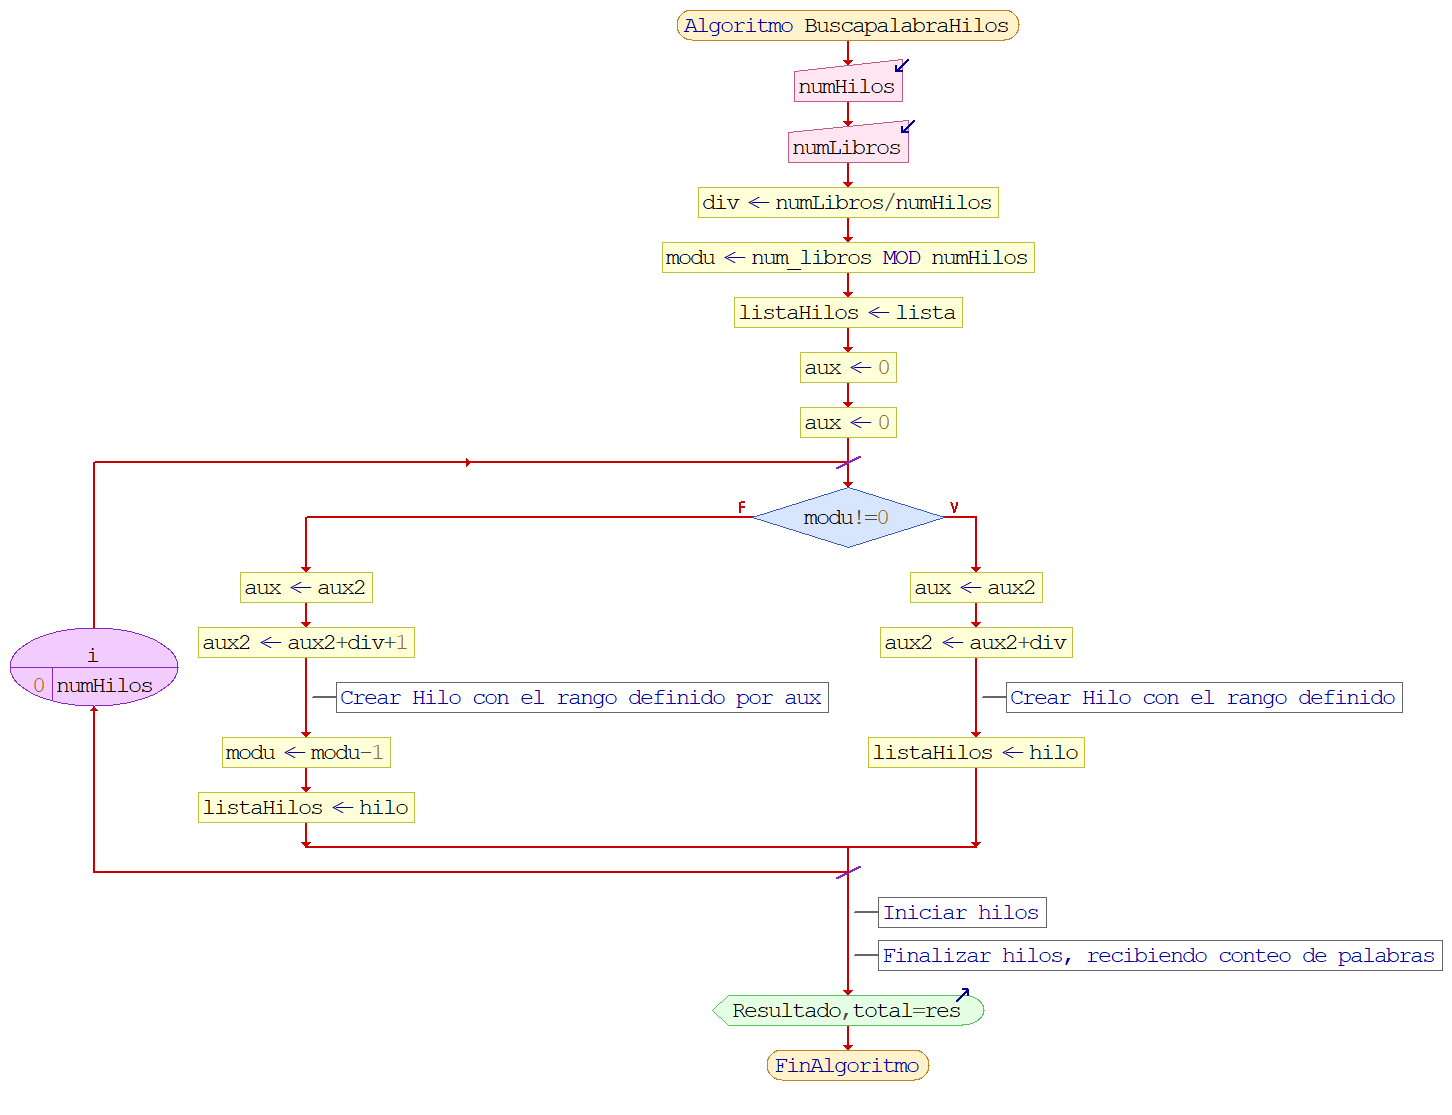 Algoritmo BuscapalabraHilos
numHilos
numLibros
div ← numLibros/numHilos
modu ← num_libros MOD numHilos
listaHilos ← lista
aux ← 0
aux ← 0
F
V
modu!=0
aux ← aux2
aux ← aux2
aux2 ← aux2+div+1
aux2 ← aux2+div
i
0 numHilos
Crear Hilo con el rango definido por aux
Crear Hilo con el rango definido
modu ← modu-1
listaHilos ← hilo
listaHilos ← hilo
Iniciar hilos
Finalizar hilos, recibiendo conteo de palabras
Resultado,total=res
FinAlgoritmo